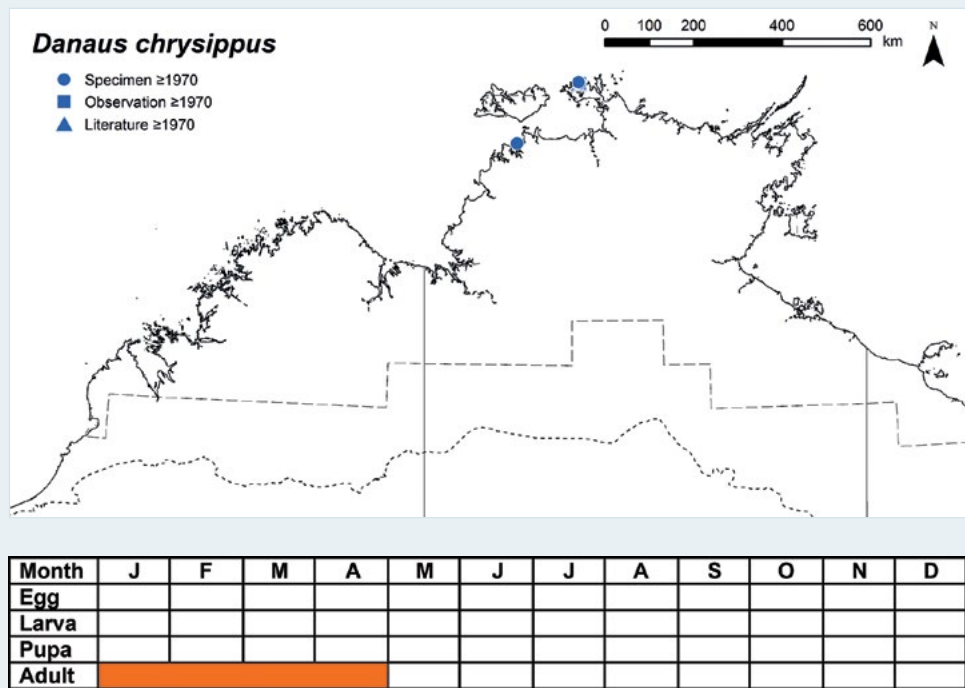 Danaus chrysippus
Specimen ≥1970
Observation ≥1970
Literature ≥1970
0 100 200 400 600
km
N
Month J F M A M J J A S O N D
Egg
Larva
Pupa
Adult